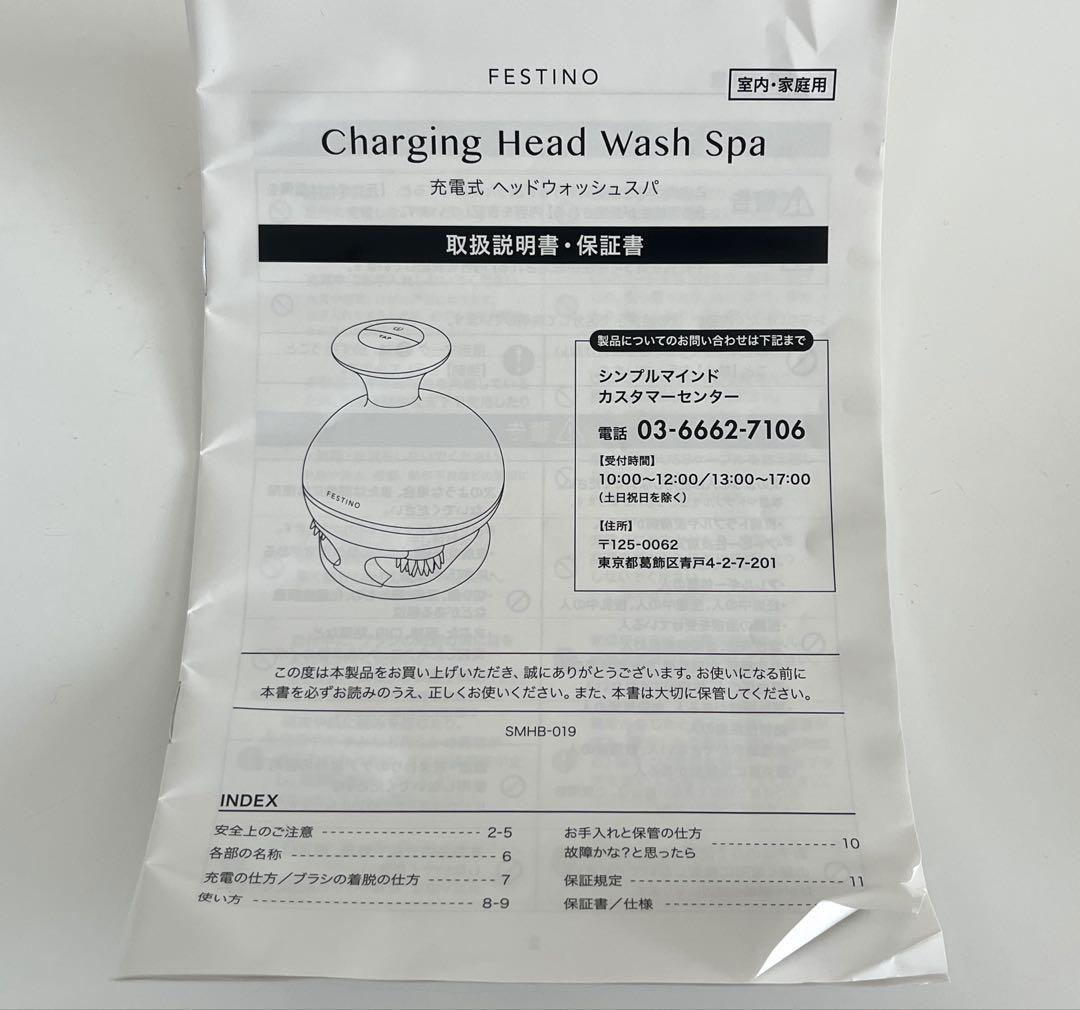 FESTINO
室内・家庭用
Charging Head Wash Spa
充電式 ヘッドウォッシュスパ
取扱説明書・保証書
TAP
FESTINO
製品についてのお問い合わせは下記まで
シンプルマインド
カスタマーセンター
電話 03-6662-7106
【受付時間】
10:00〜12:00／13:00〜17:00
（土日祝日を除く）
【住所】
〒125-0062
東京都葛飾区青戸4-2-7-201
この度は本製品をお買い上げいただき、誠にありがとうございます。お使いになる前に
本書を必ずお読みのうえ、正しくお使いください。また、本書は大切に保管してください。
SMHB-019
INDEX
安全上のご注意 2-5
各部の名称 6
充電の仕方／ブラシの着脱の仕方 7
使い方 8-9
お手入れと保管の仕方
故障かな？と思ったら 10
保証規定 11
保証書／仕様